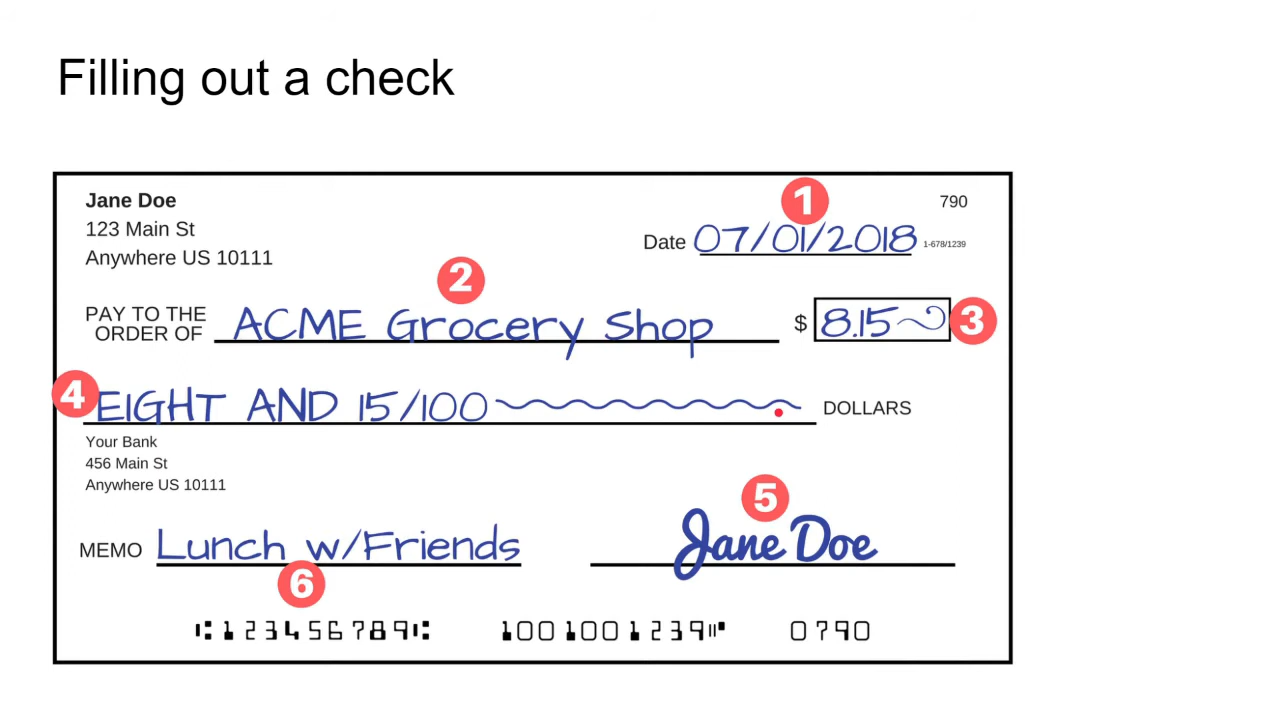 Filling out a check
Jane Doe
123 Main St
Anywhere US 10111
1
790
Date 07/01/2018 1-678/1239
2
PAY TO THE
ORDER OF ACME Grocery Shop $ 8.15 3
4 EIGHT AND 15/100 DOLLARS
Your Bank
456 Main St
Anywhere US 10111
5
MEMO Lunch w/Friends Jane Doe
6
⑆123456789⑆ 1001001239⑈ 0790